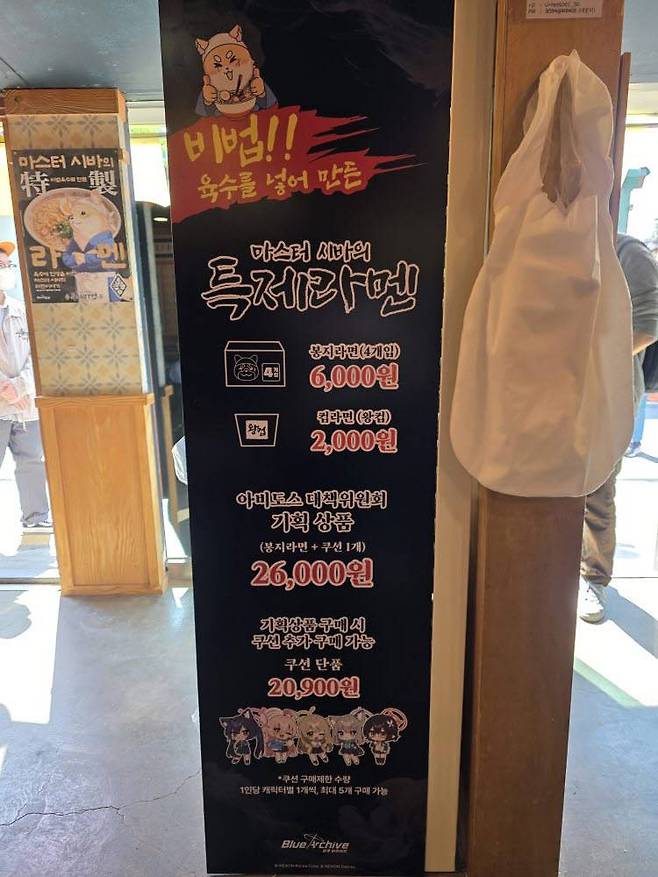 비법!!
육수를 넣어 만든
마스터 시바의
특제라멘
봉지라면(4개입)
4개입
6,000원
컵라면 (왕컵)
왕컵
2,000원
아비도스 대책위원회
기획 상품
(봉지라면 + 쿠션 1개)
26,000원
기획상품 구매 시
쿠션 추가 구매 가능
쿠션 단품
20,900원
*쿠션 구매제한 수량
1인당 캐릭터별 1개씩, 최대 5개 구매 가능
Blue Archive
마스터 시바의
特製
라멘